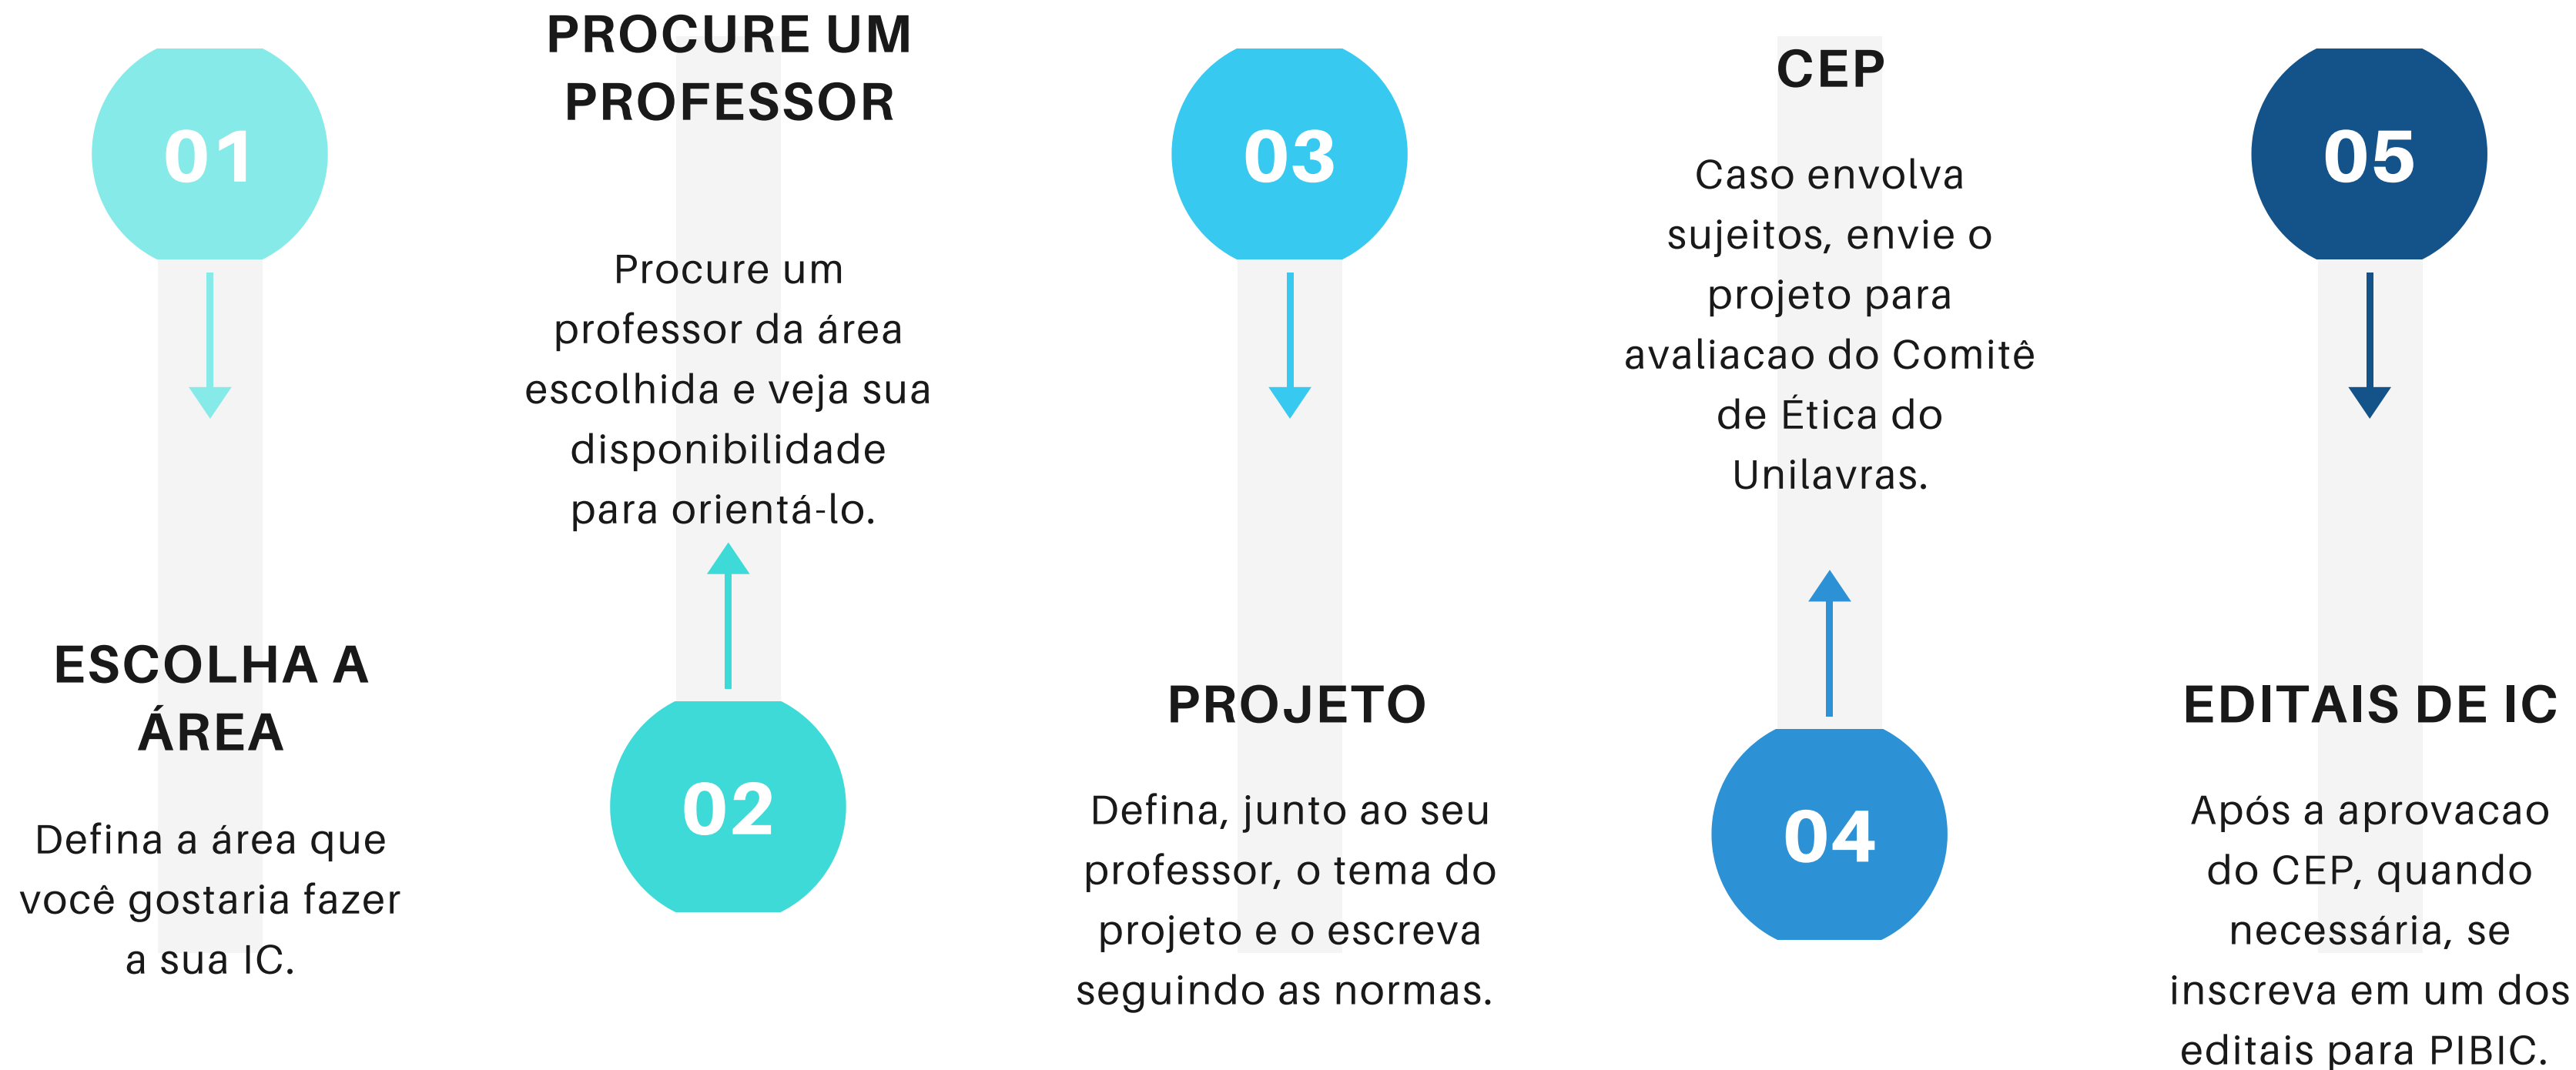 01
ESCOLHA A
ÁREA
Defina a área que
você gostaria fazer
a sua IC.
PROCURE UM
PROFESSOR
Procure um
professor da área
escolhida e veja sua
disponibilidade
para orientá-lo.
02
03
PROJETO
Defina, junto ao seu
professor, o tema do
projeto e o escreva
seguindo as normas.
CEP
Caso envolva
sujeitos, envie o
projeto para
avaliacao do Comitê
de Ética do
Unilavras.
04
05
EDITAIS DE IC
Após a aprovacao
do CEP, quando
necessária, se
inscreva em um dos
editais para PIBIC.